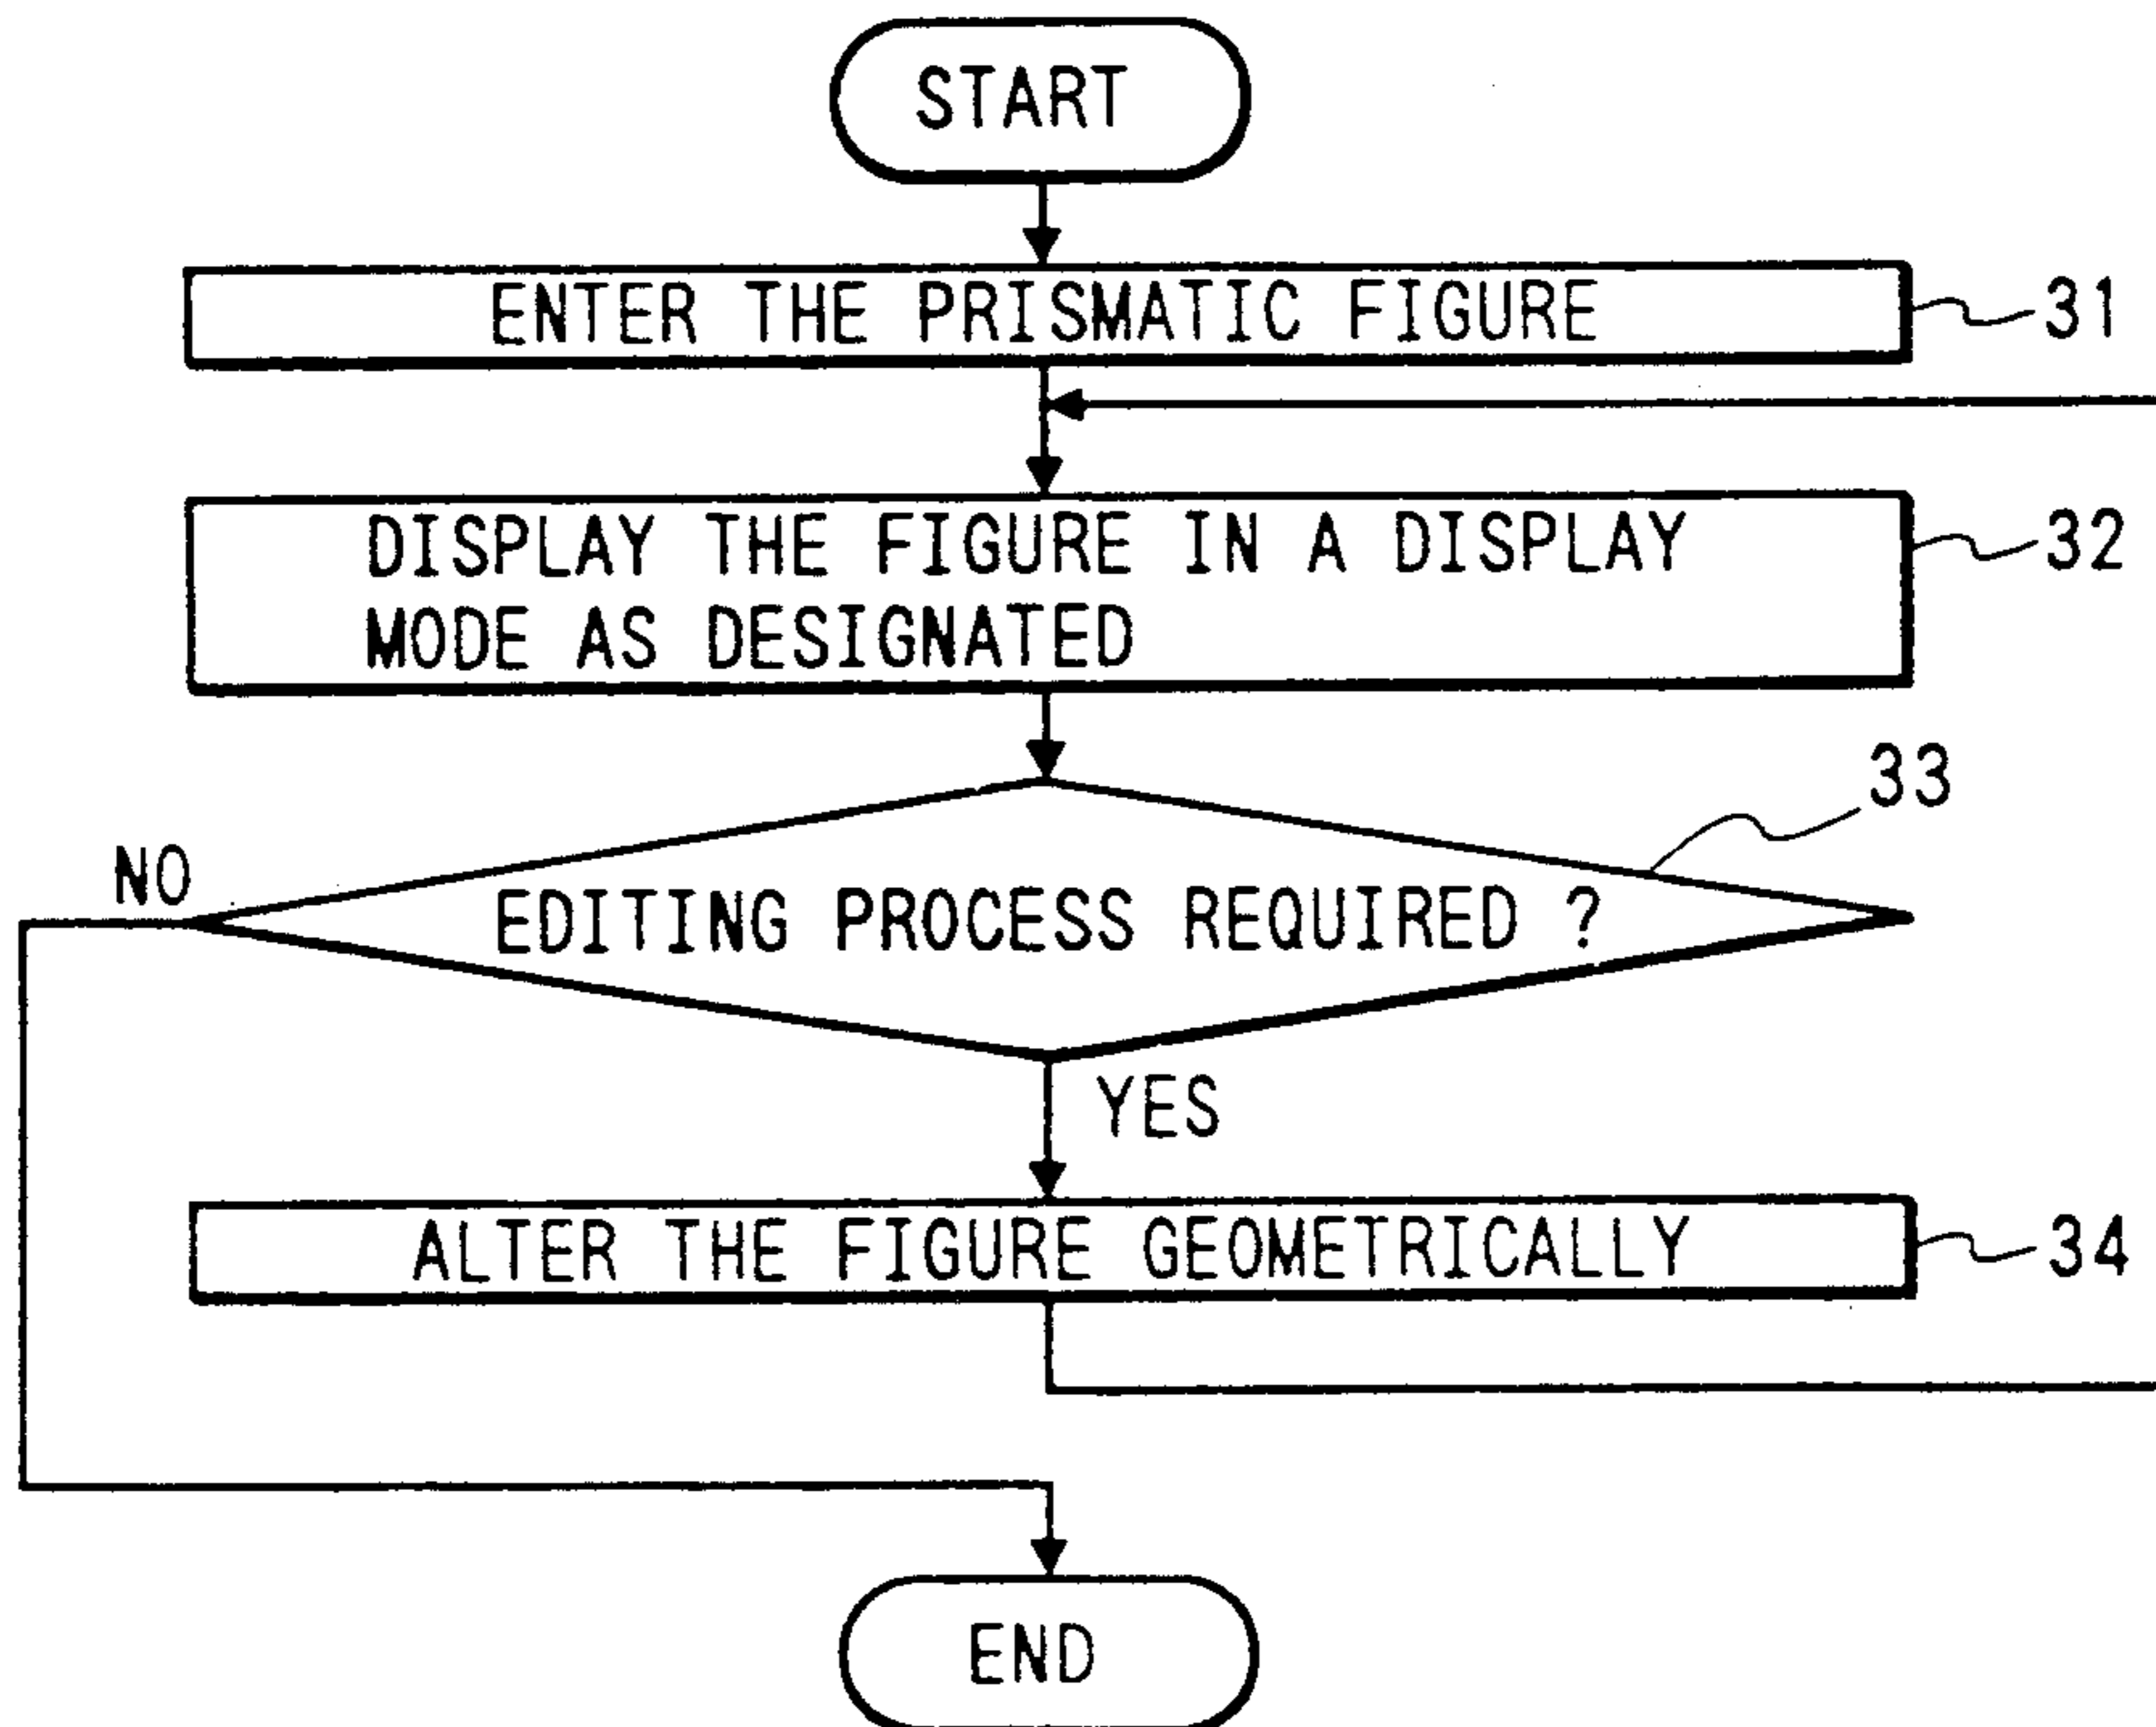 START
ENTER THE PRISMATIC FIGURE
31
DISPLAY THE FIGURE IN A DISPLAY
MODE AS DESIGNATED
32
33
NO
EDITING PROCESS REQUIRED ?
YES
ALTER THE FIGURE GEOMETRICALLY
34
END